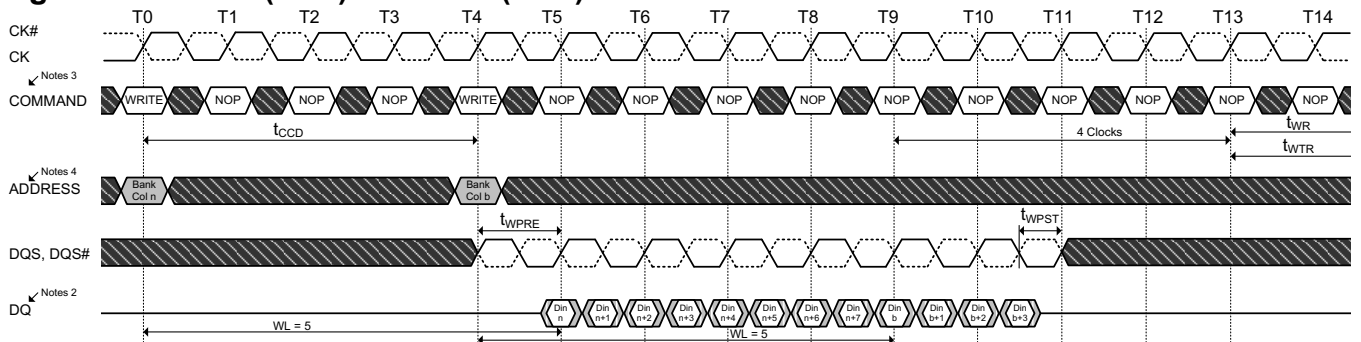 T0 T1 T2 T3 T4 T5 T6 T7 T8 T9 T10 T11 T12 T13 T14
CK#
CK
Notes 3
COMMAND WRITE NOP NOP NOP WRITE NOP NOP NOP NOP NOP NOP NOP NOP NOP NOP
tCCD 4 Clocks tWR
tWTR
Notes 4
ADDRESS
Bank Col n
Bank Col b
tWPRE tWPST
DQS, DQS#
Notes 2
DQ
Din n
Din n+1
Din n+2
Din n+3
Din n+4
Din n+5
Din n+6
Din n+7
Din b
Din b+1
Din b+2
Din b+3
WL = 5
WL = 5